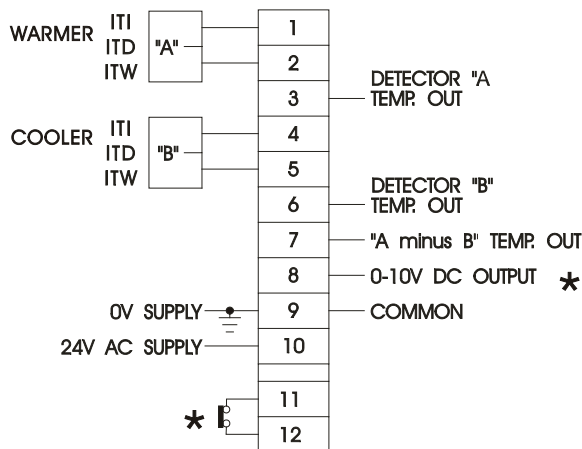 WARMER ITI
ITD
ITW
"A"
1
2
3
DETECTOR "A
TEMP. OUT
COOLER ITI
ITD
ITW
"B"
4
5
6
DETECTOR "B"
TEMP. OUT
7
"A minus B" TEMP. OUT
8
0-10V DC OUTPUT *
0V SUPPLY
9
COMMON
24V AC SUPPLY
10
11
*
12